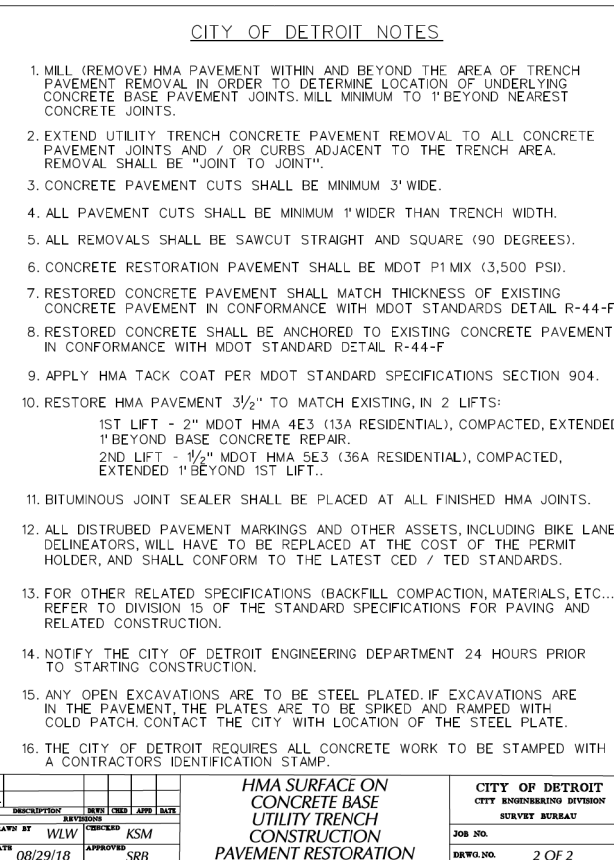 CITY OF DETROIT NOTES
1. MILL (REMOVE) HMA PAVEMENT WITHIN AND BEYOND THE AREA OF TRENCH
PAVEMENT REMOVAL IN ORDER TO DETERMINE LOCATION OF UNDERLYING
CONCRETE BASE PAVEMENT JOINTS. MILL MINIMUM TO 1' BEYOND NEAREST
CONCRETE JOINTS.
2. EXTEND UTILITY TRENCH CONCRETE PAVEMENT REMOVAL TO ALL CONCRETE
PAVEMENT JOINTS AND / OR CURBS ADJACENT TO THE TRENCH AREA.
REMOVAL SHALL BE "JOINT TO JOINT".
3. CONCRETE PAVEMENT CUTS SHALL BE MINIMUM 3' WIDE.
4. ALL PAVEMENT CUTS SHALL BE MINIMUM 1' WIDER THAN TRENCH WIDTH.
5. ALL REMOVALS SHALL BE SAWCUT STRAIGHT AND SQUARE (90 DEGREES).
6. CONCRETE RESTORATION PAVEMENT SHALL BE MDOT P1 MIX (3,500 PSI).
7. RESTORED CONCRETE PAVEMENT SHALL MATCH THICKNESS OF EXISTING
CONCRETE PAVEMENT IN CONFORMANCE WITH MDOT STANDARDS DETAIL R-44-F
8. RESTORED CONCRETE SHALL BE ANCHORED TO EXISTING CONCRETE PAVEMENT
IN CONFORMANCE WITH MDOT STANDARD DETAIL R-44-F
9. APPLY HMA TACK COAT PER MDOT STANDARD SPECIFICATIONS SECTION 904.
10. RESTORE HMA PAVEMENT 3 1/2" TO MATCH EXISTING, IN 2 LIFTS:
1ST LIFT - 2" MDOT HMA 4E3 (13A RESIDENTIAL), COMPACTED, EXTENDED
1' BEYOND BASE CONCRETE REPAIR.
2ND LIFT - 1 1/2" MDOT HMA 5E3 (36A RESIDENTIAL), COMPACTED,
EXTENDED 1' BEYOND 1ST LIFT..
11. BITUMINOUS JOINT SEALER SHALL BE PLACED AT ALL FINISHED HMA JOINTS.
12. ALL DISTRUBED PAVEMENT MARKINGS AND OTHER ASSETS, INCLUDING BIKE LANE
DELINEATORS, WILL HAVE TO BE REPLACED AT THE COST OF THE PERMIT
HOLDER, AND SHALL CONFORM TO THE LATEST CED / TED STANDARDS.
13. FOR OTHER RELATED SPECIFICATIONS (BACKFILL COMPACTION, MATERIALS, ETC...
REFER TO DIVISION 15 OF THE STANDARD SPECIFICATIONS FOR PAVING AND
RELATED CONSTRUCTION.
14. NOTIFY THE CITY OF DETROIT ENGINEERING DEPARTMENT 24 HOURS PRIOR
TO STARTING CONSTRUCTION.
15. ANY OPEN EXCAVATIONS ARE TO BE STEEL PLATED. IF EXCAVATIONS ARE
IN THE PAVEMENT, THE PLATES ARE TO BE SPIKED AND RAMPED WITH
COLD PATCH. CONTACT THE CITY WITH LOCATION OF THE STEEL PLATE.
16. THE CITY OF DETROIT REQUIRES ALL CONCRETE WORK TO BE STAMPED WITH
A CONTRACTORS IDENTIFICATION STAMP.
DESCRIPTION DRWN CHKD APPD DATE
REVISIONS
AWN BY WLW CHECKED KSM
ATE 08/29/18 APPROVED SRB
HMA SURFACE ON
CONCRETE BASE
UTILITY TRENCH
CONSTRUCTION
PAVEMENT RESTORATION
CITY OF DETROIT
CITY ENGINEERING DIVISION
SURVEY BUREAU
JOB NO.
DRWG. NO. 2 OF 2